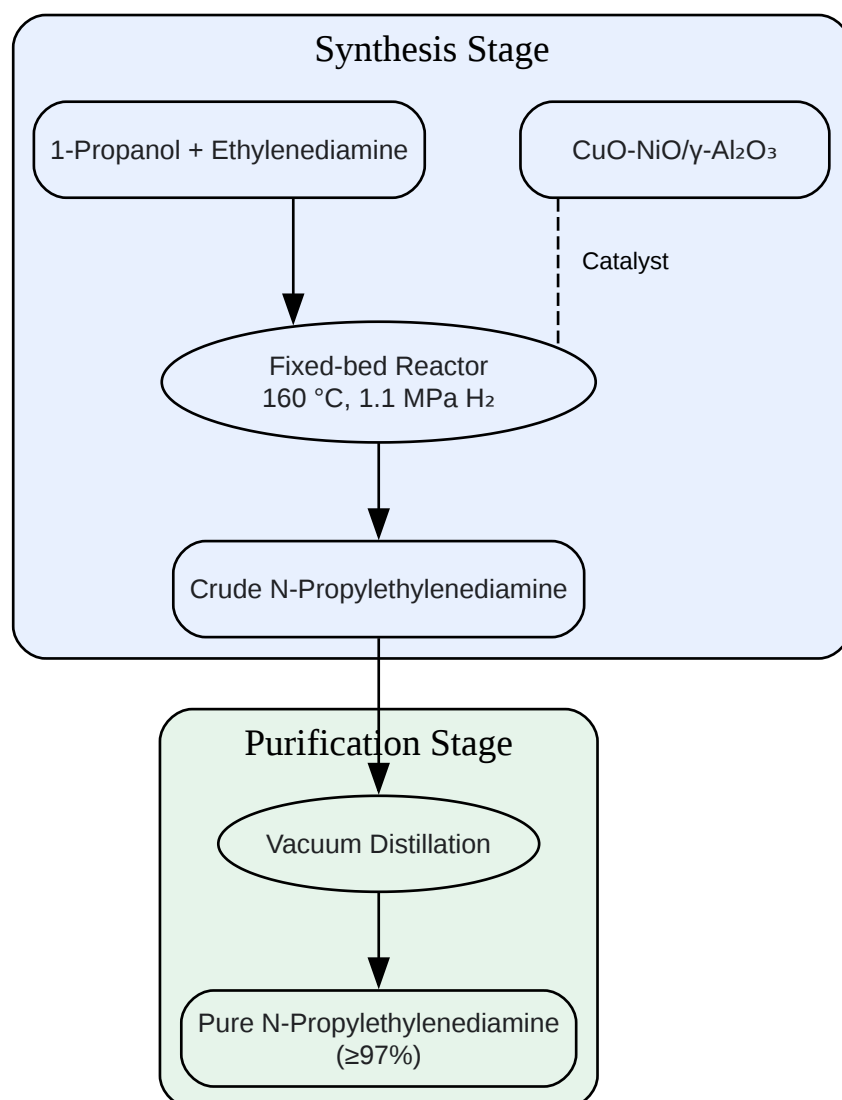 Synthesis Stage
1-Propanol + Ethylenediamine
CuO-NiO/γ-Al₂O₃
Catalyst
Fixed-bed Reactor
160 °C, 1.1 MPa H₂
Crude N-Propylethylenediamine
Purification Stage
Vacuum Distillation
Pure N-Propylethylenediamine
(≥97%)